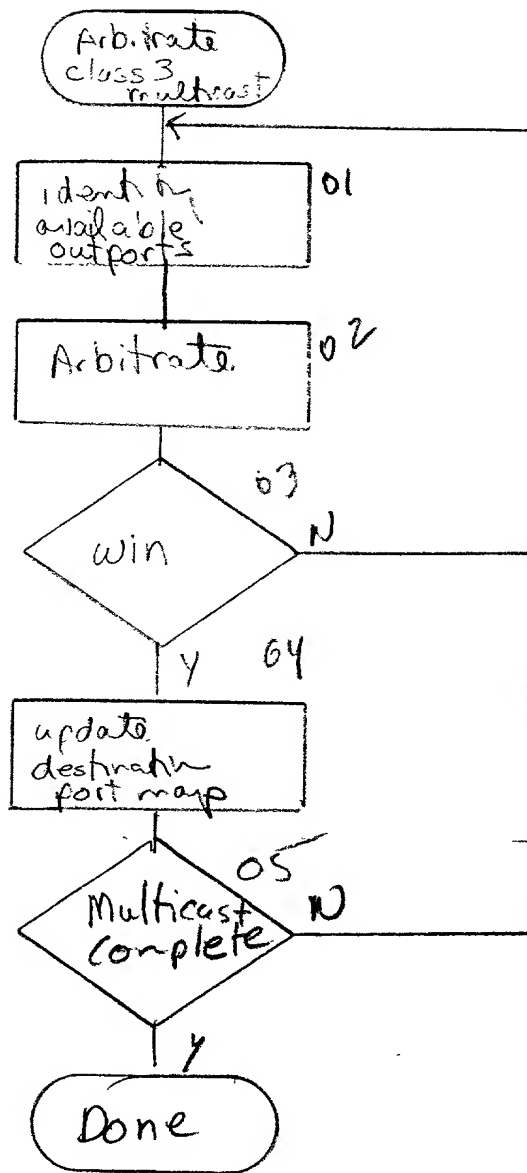 Arbitrate
class 3
multicast
identify
available
outports
01
Arbitrate
02
03
win
N
Y
04
update
destination
port map
05
Multicast
complete
N
Y
Done